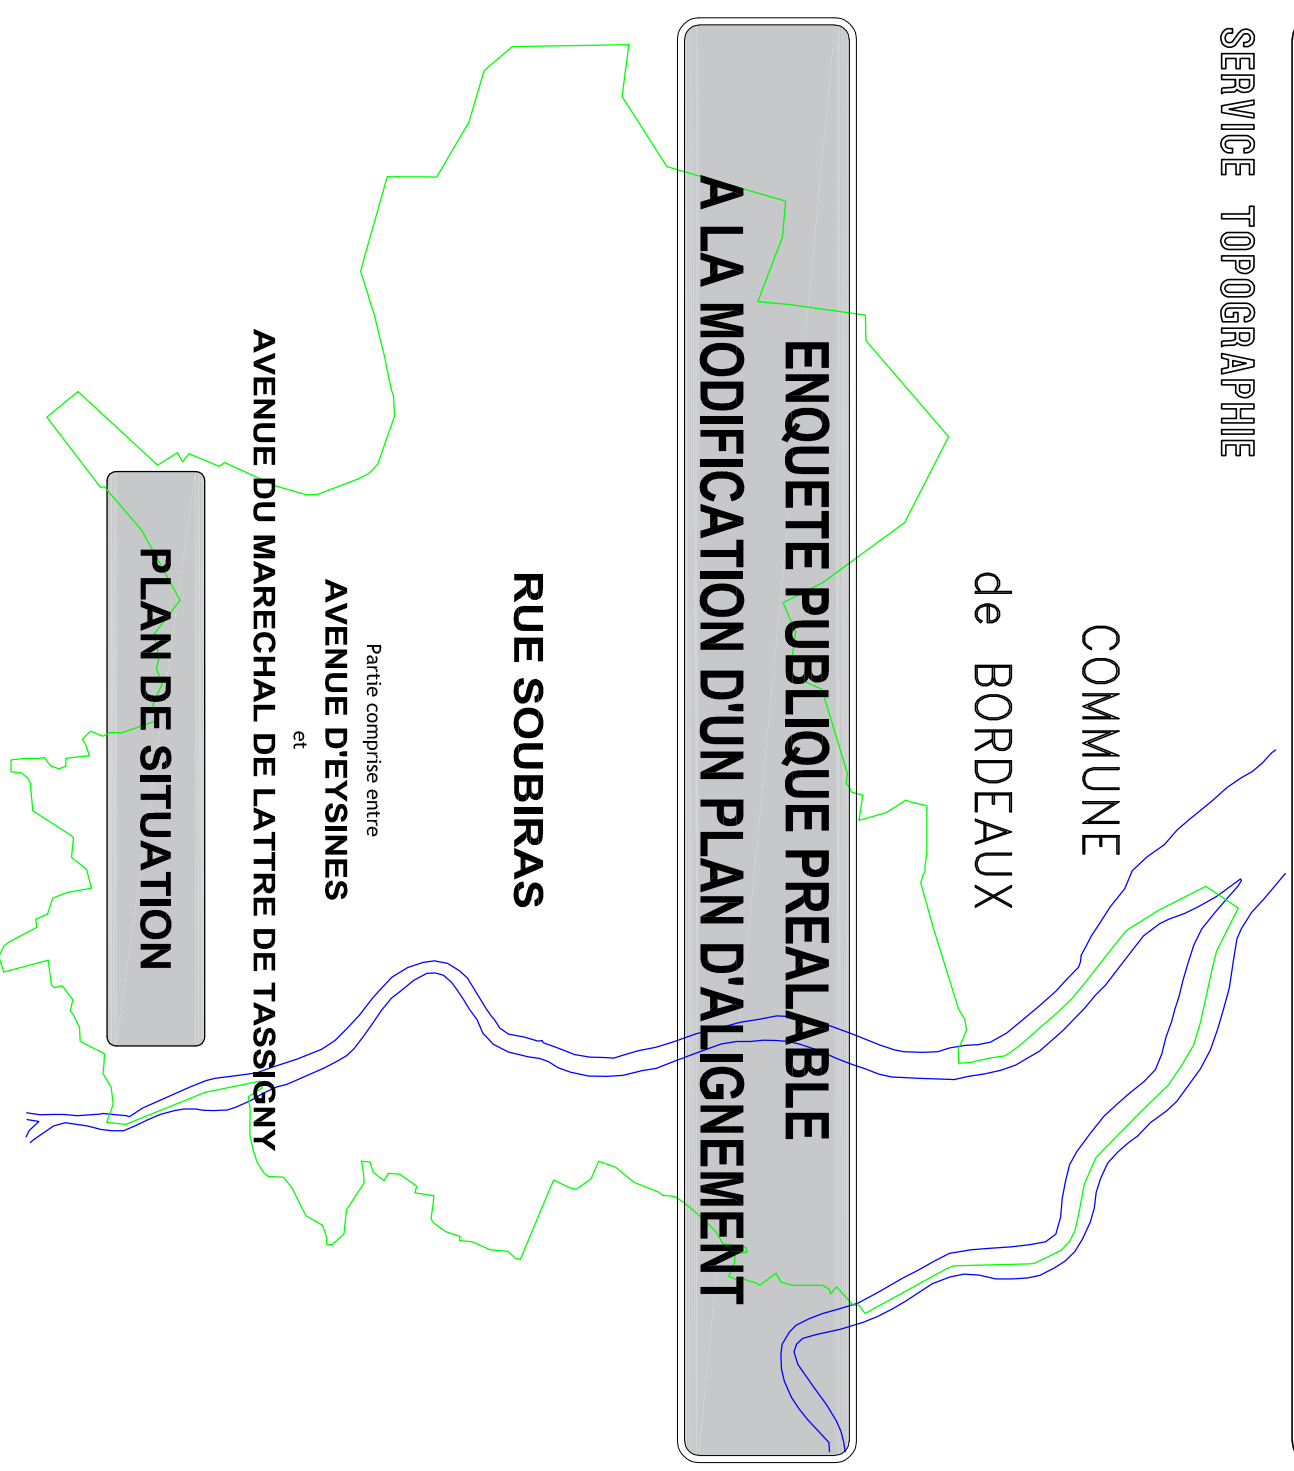 SERVICE TOPOGRAPHIE
COMMUNE
de BORDEAUX
ENQUETE PUBLIQUE PREALABLE
A LA MODIFICATION D'UN PLAN D'ALIGNEMENT
RUE SOUBIRAS
Partie comprise entre
AVENUE D'EYSINES
et
AVENUE DU MARECHAL DE LATTRE DE TASSIGNY
PLAN DE SITUATION